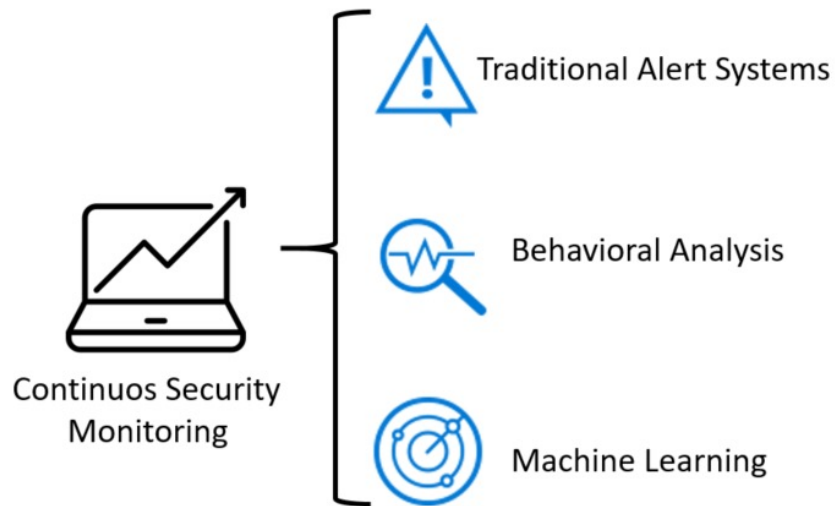 Traditional Alert Systems
Behavioral Analysis
Continuos Security
Monitoring
Machine Learning